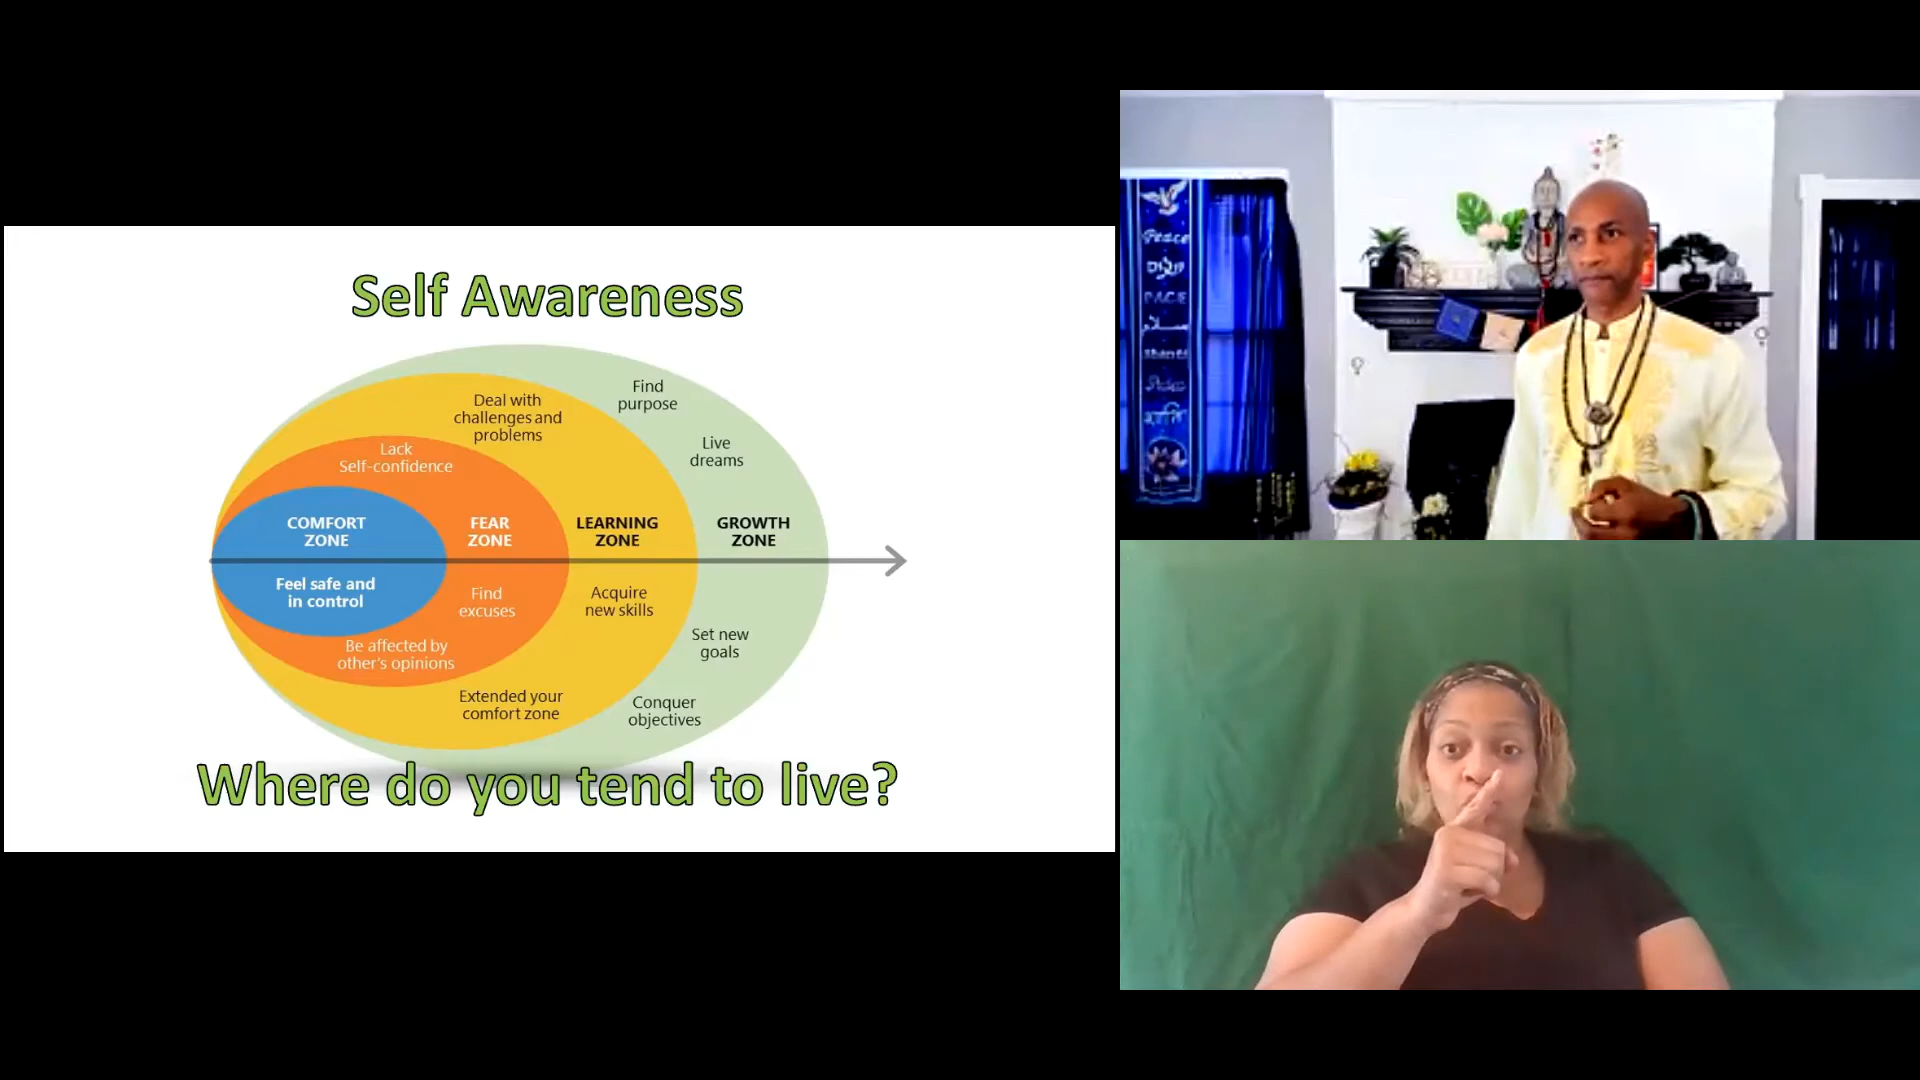 Self Awareness
Find
purpose
Deal with
challenges and
problems
Live
dreams
Lack
Self-confidence
COMFORT
ZONE
FEAR
ZONE
LEARNING
ZONE
GROWTH
ZONE
Feel safe and
in control
Find
excuses
Acquire
new skills
Set new
goals
Be affected by
other's opinions
Extended your
comfort zone
Conquer
objectives
Where do you tend to live?
Peace
שלום
PACE
سلام
शांति